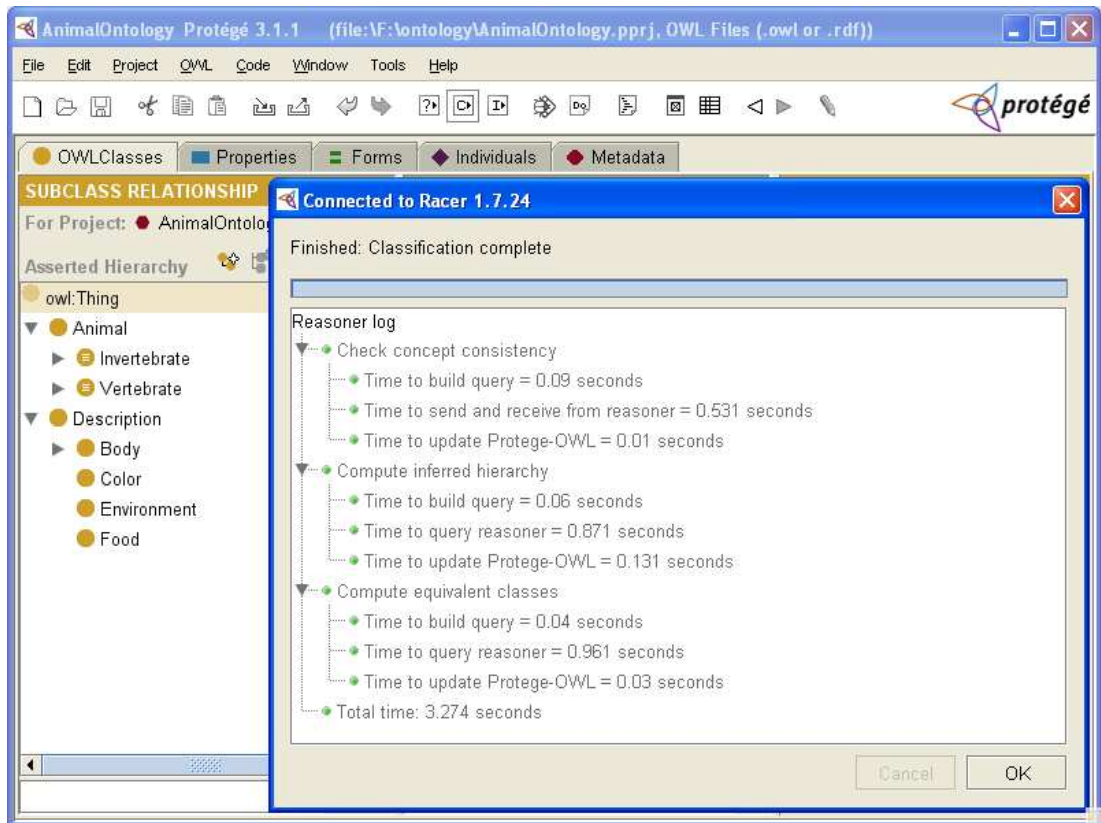 AnimalOntology Protégé 3.1.1 (file:\F:\ontology\AnimalOntology.pprj, OWL Files (.owl or .rdf))
File Edit Project OWL Code Window Tools Help
protégé
OWLClasses Properties Forms Individuals Metadata
SUBCLASS RELATIONSHIP
For Project: AnimalOntolo
Asserted Hierarchy
owl:Thing
Animal
Invertebrate
Vertebrate
Description
Body
Color
Environment
Food
Connected to Racer 1.7.24
Finished: Classification complete
Reasoner log
Check concept consistency
Time to build query = 0.09 seconds
Time to send and receive from reasoner = 0.531 seconds
Time to update Protege-OWL = 0.01 seconds
Compute inferred hierarchy
Time to build query = 0.06 seconds
Time to query reasoner = 0.871 seconds
Time to update Protege-OWL = 0.131 seconds
Compute equivalent classes
Time to build query = 0.04 seconds
Time to query reasoner = 0.961 seconds
Time to update Protege-OWL = 0.03 seconds
Total time: 3.274 seconds
Cancel OK